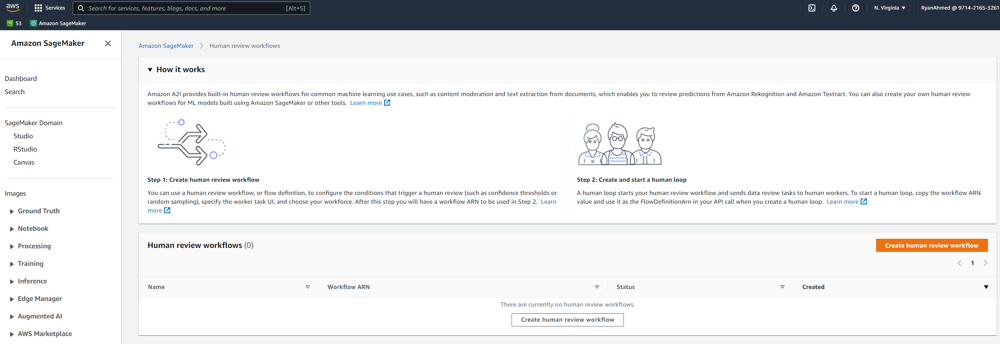 aws
Services
Search for services, features, blogs, docs, and more
[Alt+S]
N. Virginia
RyanAhmed @ 9714-2165-3261
S3
Amazon SageMaker
Amazon SageMaker
Dashboard
Search
SageMaker Domain
Studio
RStudio
Canvas
Images
Ground Truth
Notebook
Processing
Training
Inference
Edge Manager
Augmented AI
AWS Marketplace
Amazon SageMaker
Human review workflows
How it works
Amazon A2I provides built-in human review workflows for common machine learning use cases, such as content moderation and text extraction from documents, which enables you to review predictions from Amazon Rekognition and Amazon Textract. You can also create your own human review
workflows for ML models built using Amazon SageMaker or other tools. Learn more
Step 1: Create human review workflow
You can use a human review workflow, or flow definition, to configure the conditions that trigger a human review (such as confidence thresholds or
random sampling), specify the worker task UI, and choose your workforce. After this step you will have a workflow ARN to be used in Step 2. Learn
more
Step 2: Create and start a human loop
A human loop starts your human review workflow and sends data review tasks to human workers. To start a human loop, copy the workflow ARN
value and use it as the FlowDefinitionArn in your API call when you create a human loop. Learn more
Human review workflows (0)
Create human review workflow
1
Name
Workflow ARN
Status
Created
There are currently no human review workflows.
Create human review workflow